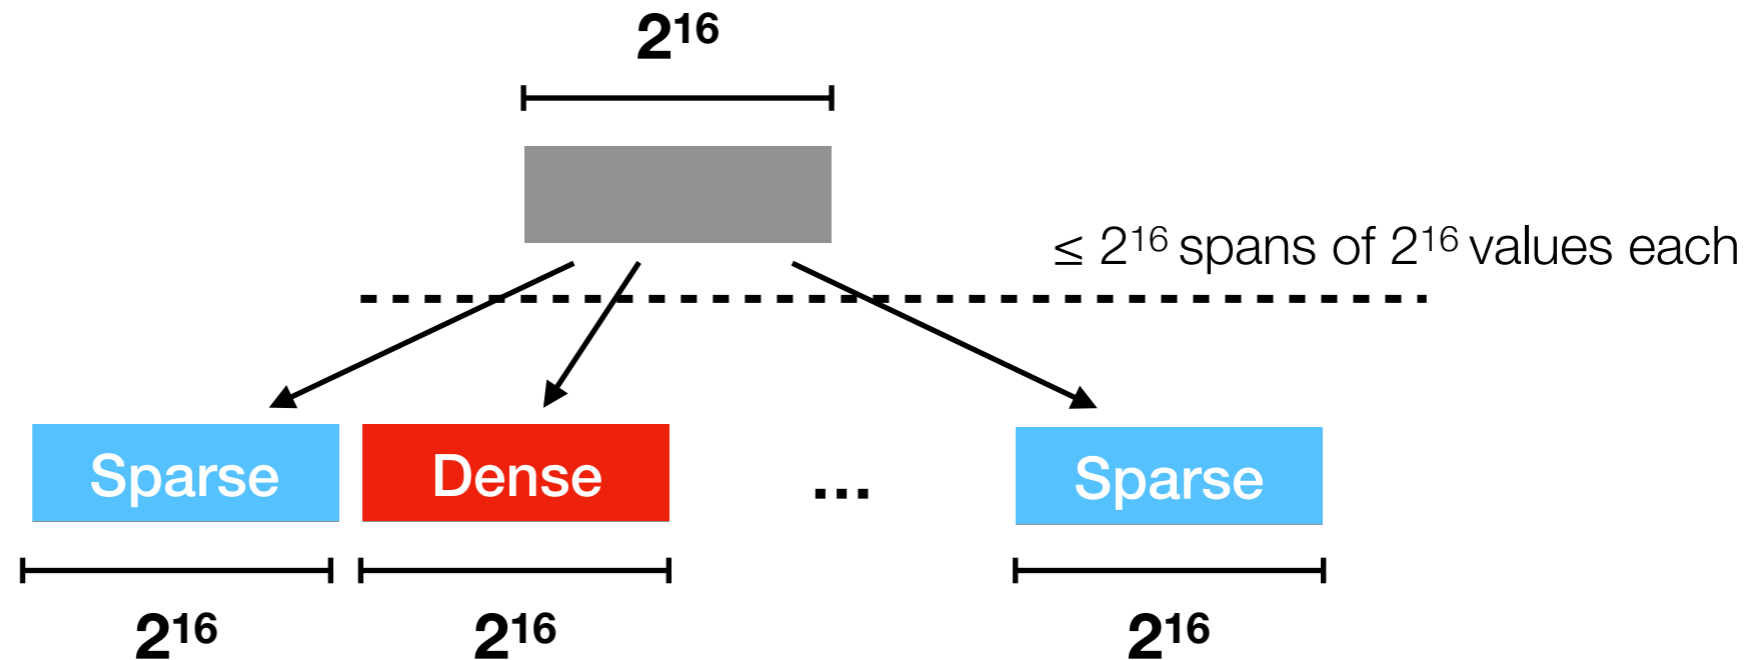 2¹⁶
≤ 2¹⁶ spans of 2¹⁶ values each
Sparse Dense ... Sparse
2¹⁶ 2¹⁶ 2¹⁶